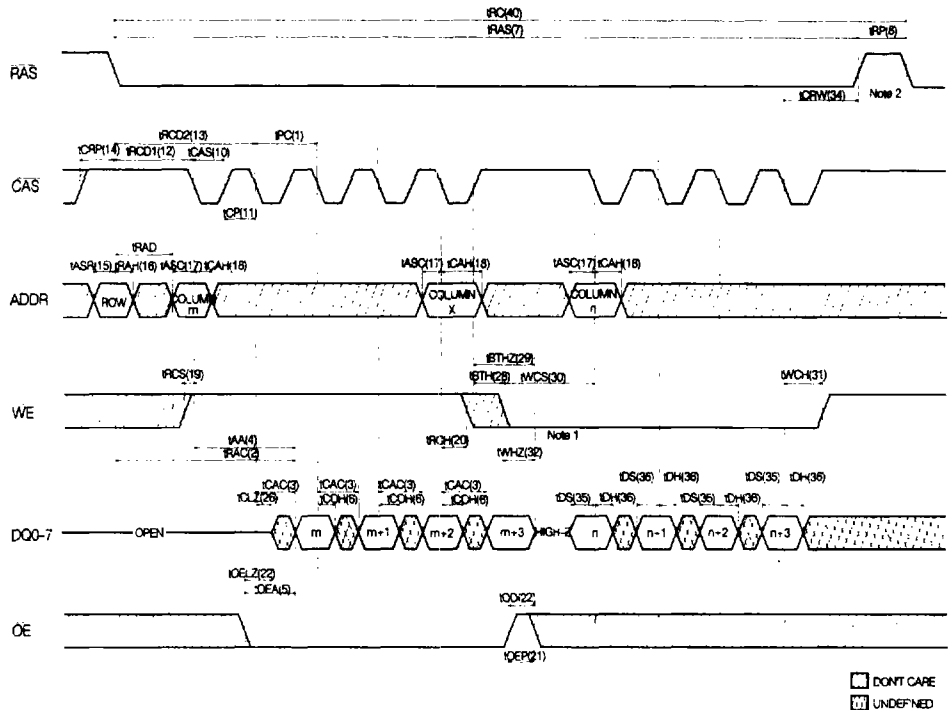 tRC(40)
tRAS(7) tRP(8)
RAS
tCRW(34) Note 2
tRCD2(13) tPC(1)
tCRP(14) tRCD1(12) tCAS(10)
CAS
tCP(11)
tRAD
tASR(15) tRAH(16) tASC(17) tCAH(18) tASC(17) tCAH(18) tASC(17) tCAH(18)
ADDR ROW COLUMN m COLUMN x COLUMN n
tBTHZ(29)
tRCS(19) tBTH(28) tWCS(30) tWCH(31)
WE
Note 1
tRCH(20)
tWHZ(32)
tAA(4)
tRAC(2)
tCAC(3) tCAC(3) tCAC(3) tCAC(3) tDS(35) tDH(36) tDS(35) tDH(36)
tCLZ(26) tCOH(6) tCOH(6) tCOH(6) tDS(35) tDH(36) tDS(35) tDH(36)
DQ0-7 OPEN m m+1 m+2 m+3 HIGH-Z n n+1 n+2 n+3
tOELZ(22)
tOEA(5) tOD(22)
OE
tOEP(21)
DON'T CARE
UNDEFINED